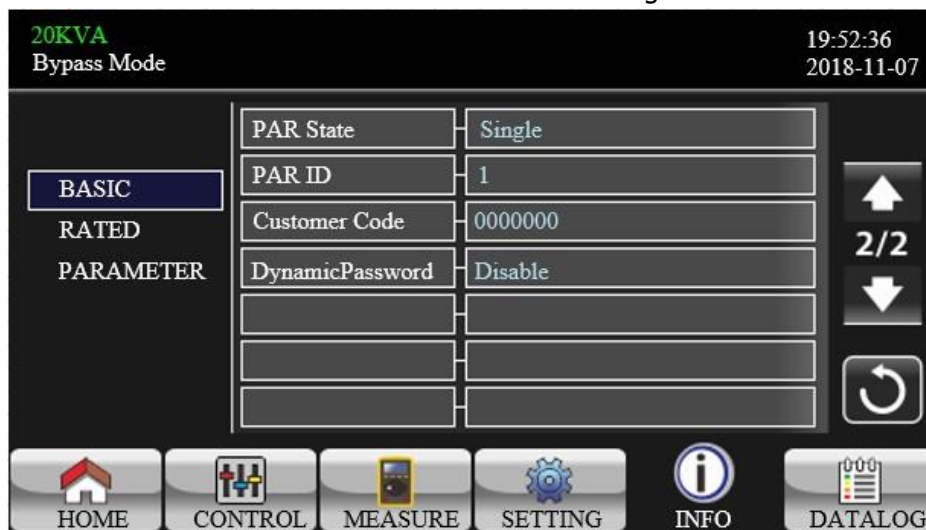 20KVA
Bypass Mode
19:52:36
2018-11-07
BASIC
RATED
PARAMETER
PAR State Single
PAR ID 1
Customer Code 0000000
DynamicPassword Disable
2/2
HOME CONTROL MEASURE SETTING INFO DATALOG